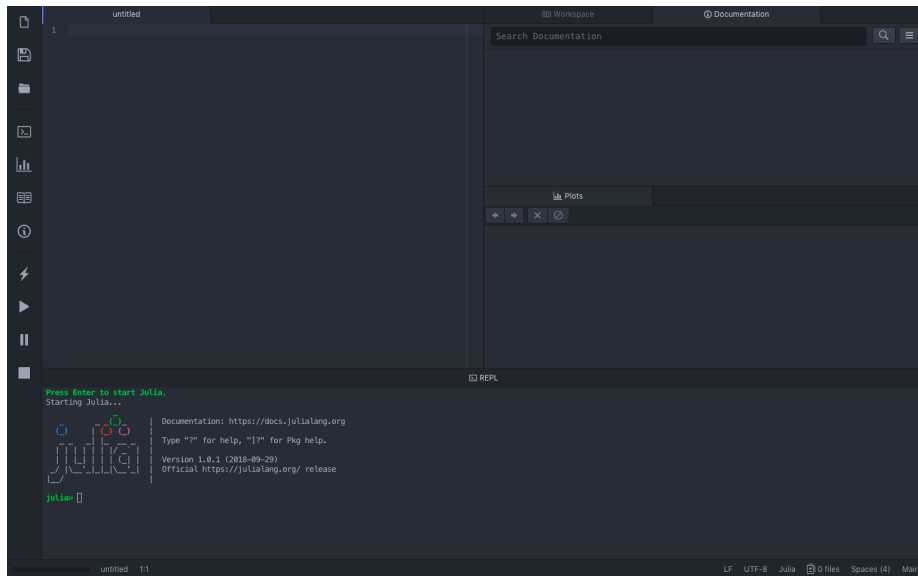 untitled
Workspace
Documentation
1
Search Documentation
Plots
REPL
Press Enter to start Julia.
Starting Julia...
Documentation: https://docs.julialang.org
Type "?" for help, "]?" for Pkg help.
Version 1.0.1 (2018-09-29)
Official https://julialang.org/ release
julia>
untitled 1:1
LF UTF-8 Julia 0 files Spaces (4) Main